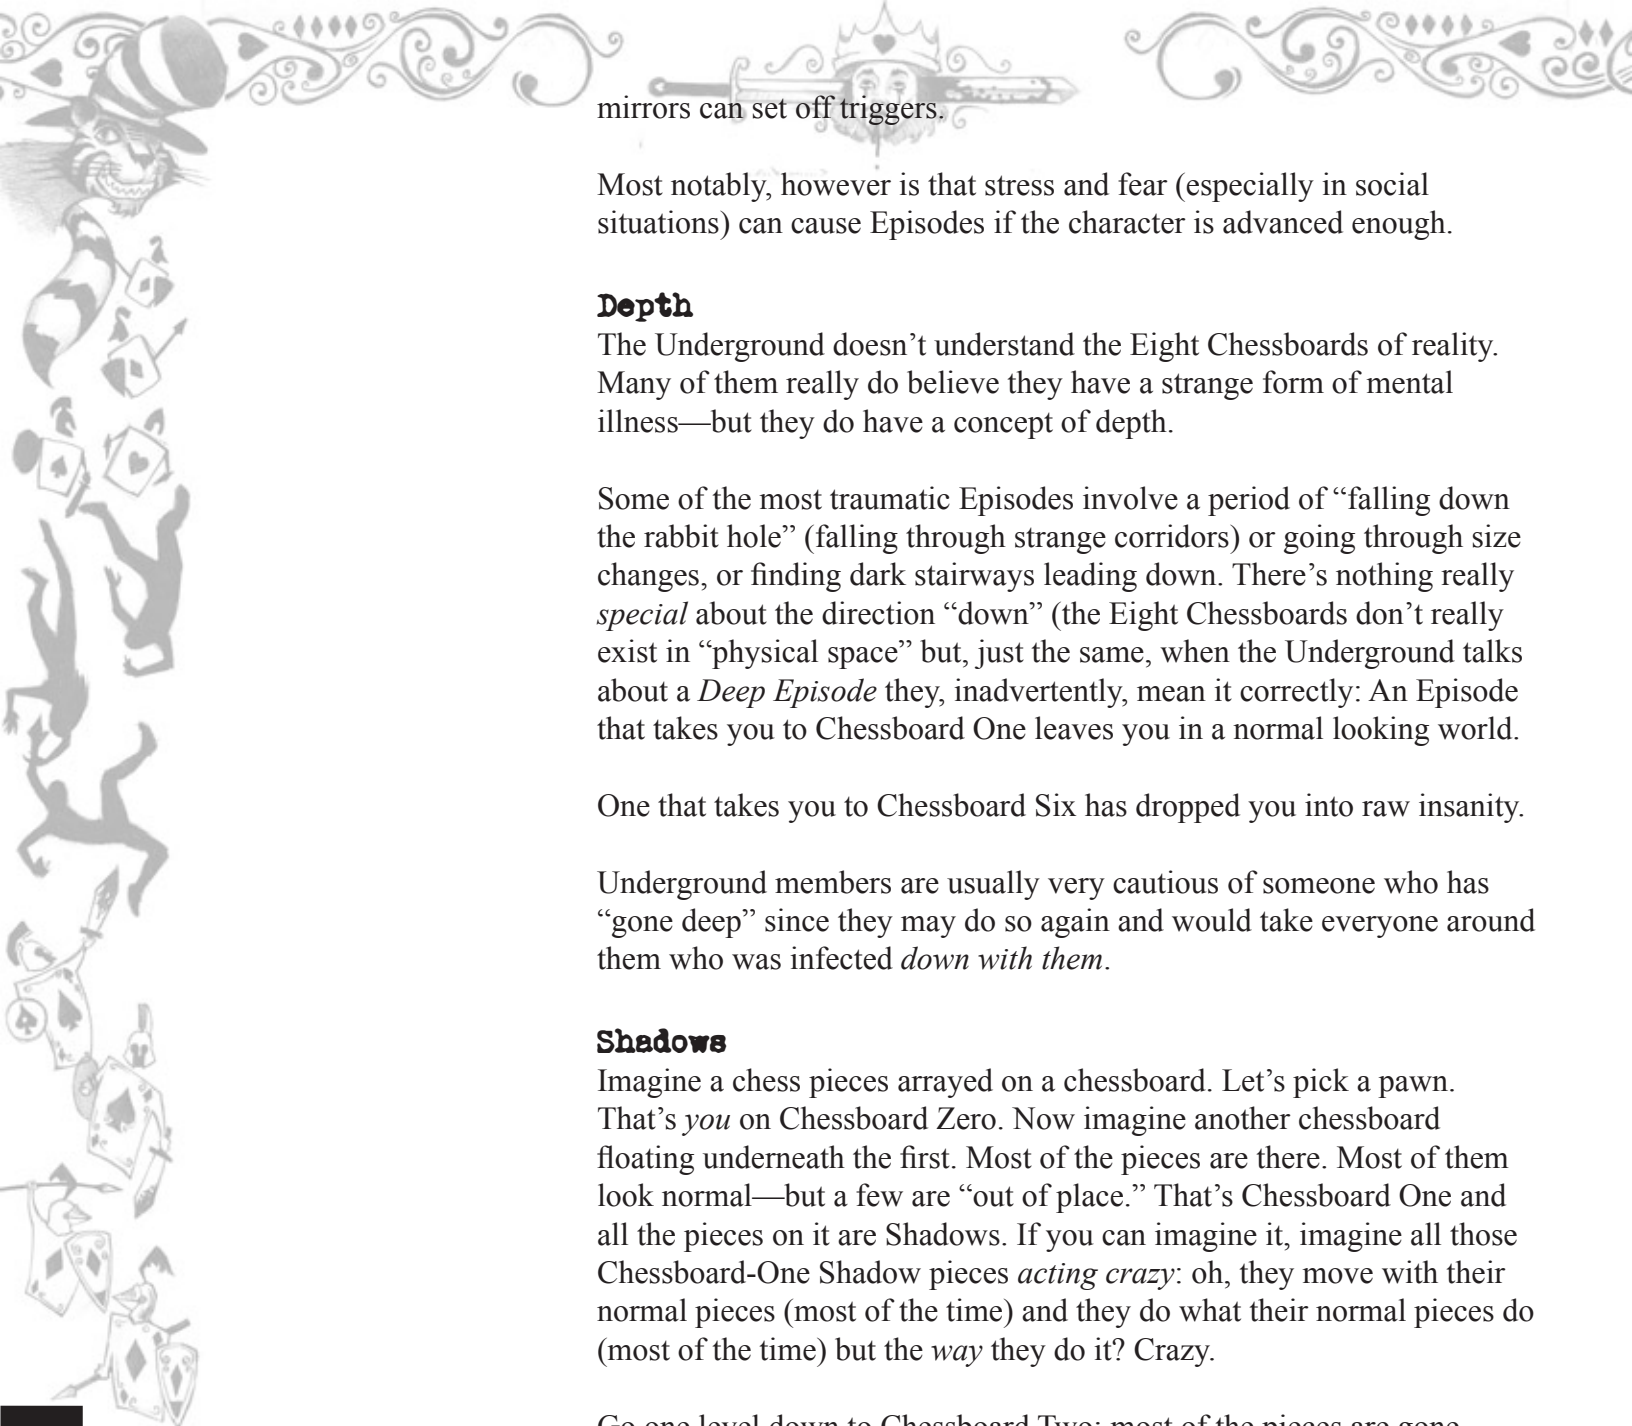 mirrors can set off triggers.
Most notably, however is that stress and fear (especially in social
situations) can cause Episodes if the character is advanced enough.
Depth
The Underground doesn’t understand the Eight Chessboards of reality.
Many of them really do believe they have a strange form of mental
illness—but they do have a concept of depth.
Some of the most traumatic Episodes involve a period of “falling down
the rabbit hole” (falling through strange corridors) or going through size
changes, or finding dark stairways leading down. There’s nothing really
special about the direction “down” (the Eight Chessboards don’t really
exist in “physical space” but, just the same, when the Underground talks
about a Deep Episode they, inadvertently, mean it correctly: An Episode
that takes you to Chessboard One leaves you in a normal looking world.
One that takes you to Chessboard Six has dropped you into raw insanity.
Underground members are usually very cautious of someone who has
“gone deep” since they may do so again and would take everyone around
them who was infected down with them.
Shadows
Imagine a chess pieces arrayed on a chessboard. Let’s pick a pawn.
That’s you on Chessboard Zero. Now imagine another chessboard
floating underneath the first. Most of the pieces are there. Most of them
look normal—but a few are “out of place.” That’s Chessboard One and
all the pieces on it are Shadows. If you can imagine it, imagine all those
Chessboard-One Shadow pieces acting crazy: oh, they move with their
normal pieces (most of the time) and they do what their normal pieces do
(most of the time) but the way they do it? Crazy.
Go one level down to Chessboard Two: most of the pieces are gone